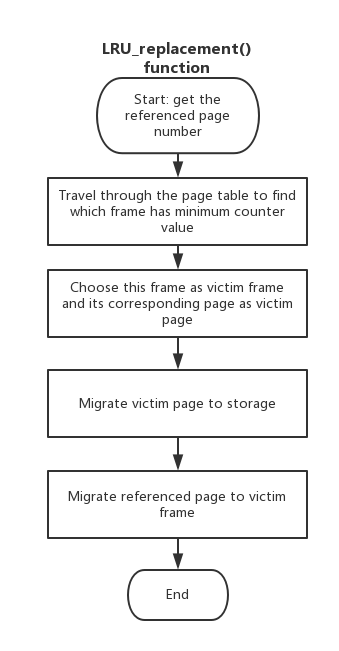 LRU_replacement()
function
Start: get the
referenced page
number
Travel through the page table to find
which frame has minimum counter
value
Choose this frame as victim frame
and its corresponding page as victim
page
Migrate victim page to storage
Migrate referenced page to victim
frame
End